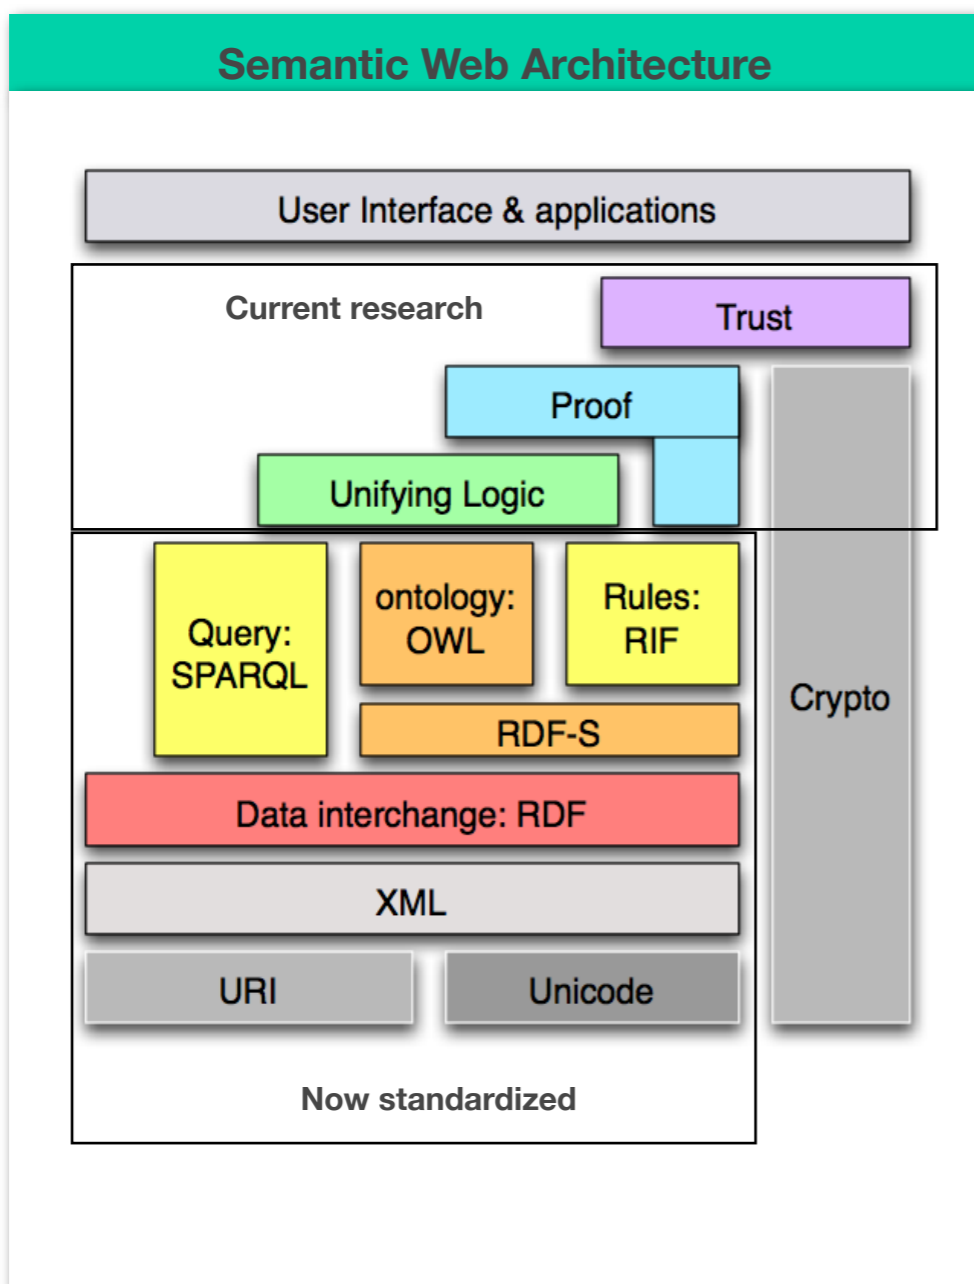 Semantic Web Architecture
User Interface & applications
Current research
Trust
Proof
Unifying Logic
Query:
SPARQL
ontology:
OWL
Rules:
RIF
Crypto
RDF-S
Data interchange: RDF
XML
URI
Unicode
Now standardized